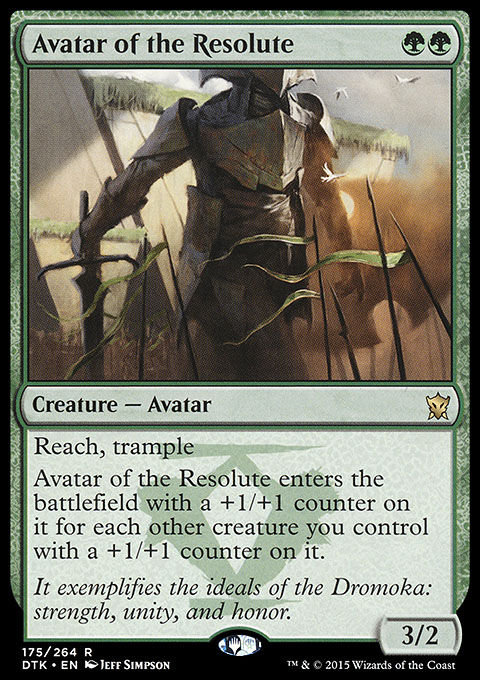 Avatar of the Resolute
Creature — Avatar
Reach, trample
Avatar of the Resolute enters the
battlefield with a +1/+1 counter on
it for each other creature you control
with a +1/+1 counter on it.
It exemplifies the ideals of the Dromoka:
strength, unity, and honor.
3/2
175/264 R
DTK • EN Jeff Simpson
™ & © 2015 Wizards of the Coast